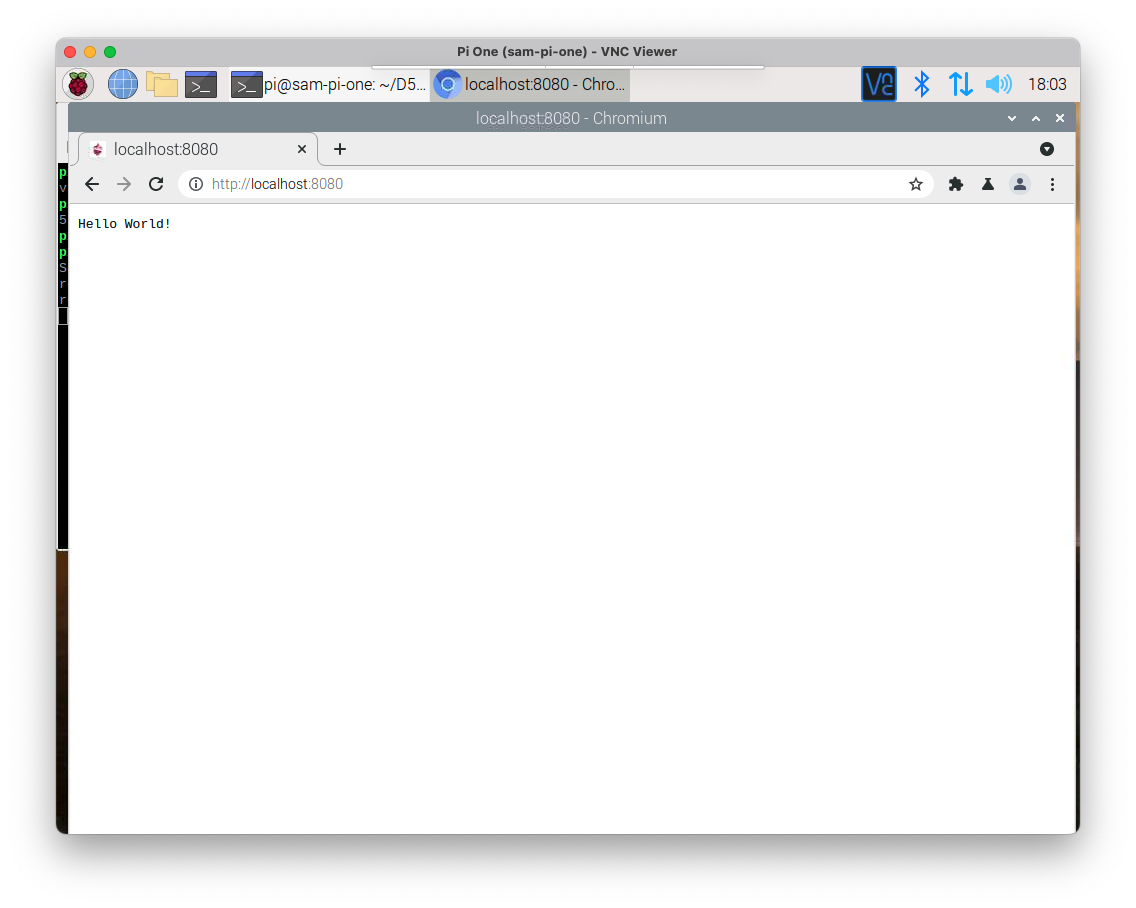 Pi One (sam-pi-one) - VNC Viewer
pi@sam-pi-one: ~/D5... localhost:8080 - Chro... 18:03
localhost:8080 - Chromium
localhost:8080
http://localhost:8080
Hello World!
p
v
p
5
p
p
S
r
r